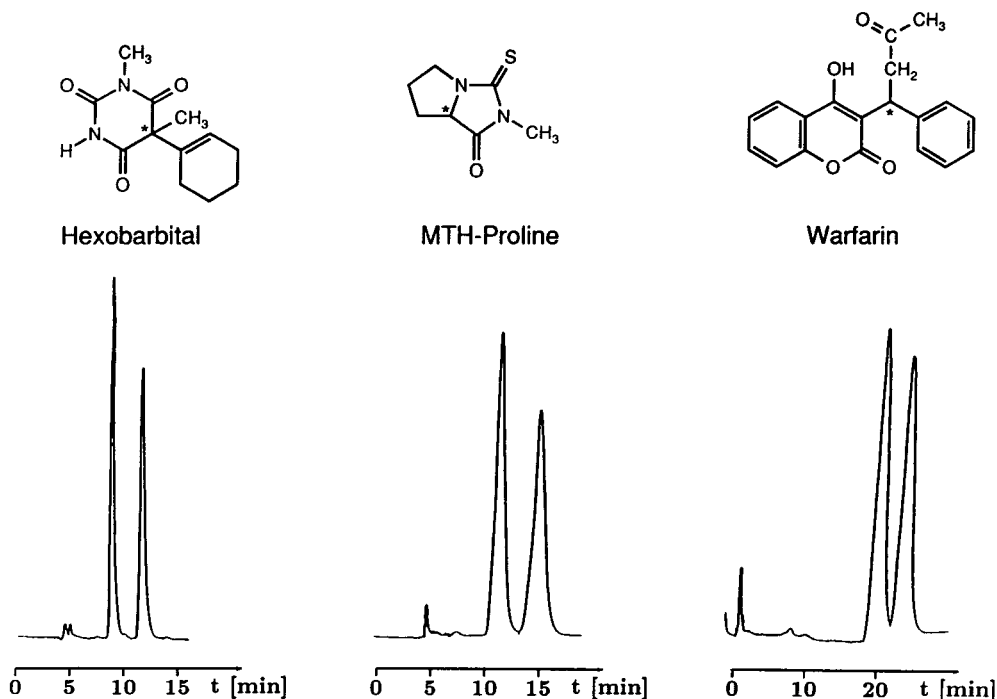 CH₃
N
O
O
CH₃
*
N
H
O
Hexobarbital
S
N
*
N
CH₃
O
MTH-Proline
O
CH₃
C
OH
CH₂
*
O
O
Warfarin
0 5 10 15 t [min]
0 5 10 15 t [min]
0 10 20 t [min]